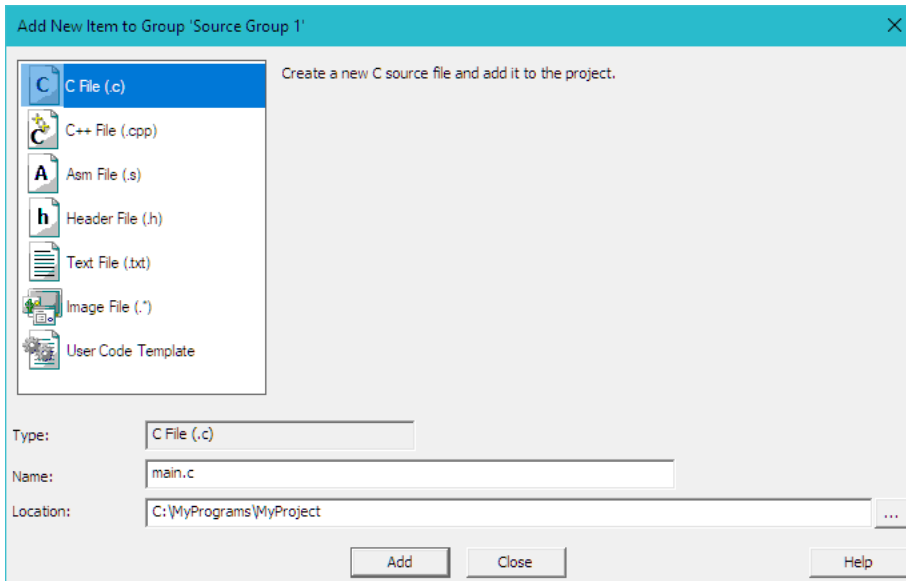 Add New Item to Group 'Source Group 1'
C
C File (.c)
Create a new C source file and add it to the project.
C
C++ File (.cpp)
A
Asm File (.s)
h
Header File (.h)
Text File (.txt)
Image File (.*)
User Code Template
Type:
C File (.c)
Name:
main.c
Location:
C:\MyPrograms\MyProject
...
Add
Close
Help